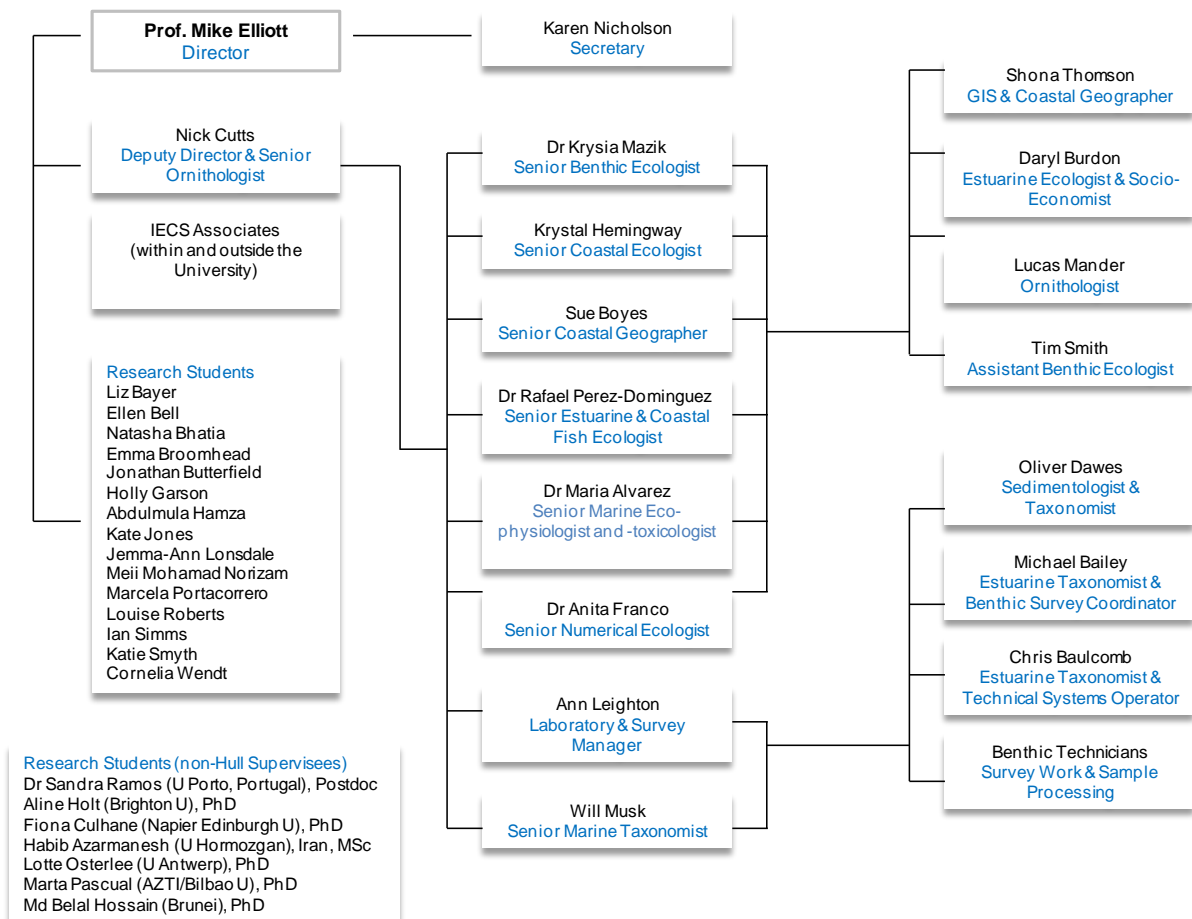 Prof. Mike Elliott
Director
Karen Nicholson
Secretary
Nick Cutts
Deputy Director & Senior
Ornithologist
IECS Associates
(within and outside the
University)
Research Students
Liz Bayer
Ellen Bell
Natasha Bhatia
Emma Broomhead
Jonathan Butterfield
Holly Garson
Abdulmula Hamza
Kate Jones
Jemma-Ann Lonsdale
Meii Mohamad Norizam
Marcela Portacorrero
Louise Roberts
Ian Simms
Katie Smyth
Cornelia Wendt
Research Students (non-Hull Supervisees)
Dr Sandra Ramos (U Porto, Portugal), Postdoc
Aline Holt (Brighton U), PhD
Fiona Culhane (Napier Edinburgh U), PhD
Habib Azarmanesh (U Hormozgan), Iran, MSc
Lotte Osterlee (U Antwerp), PhD
Marta Pascual (AZTI/Bilbao U), PhD
Md Belal Hossain (Brunei), PhD
Dr Krysia Mazik
Senior Benthic Ecologist
Krystal Hemingway
Senior Coastal Ecologist
Sue Boyes
Senior Coastal Geographer
Dr Rafael Perez-Dominguez
Senior Estuarine & Coastal
Fish Ecologist
Dr Maria Alvarez
Senior Marine Eco-
physiologist and -toxicologist
Dr Anita Franco
Senior Numerical Ecologist
Ann Leighton
Laboratory & Survey
Manager
Will Musk
Senior Marine Taxonomist
Shona Thomson
GIS & Coastal Geographer
Daryl Burdon
Estuarine Ecologist & Socio-
Economist
Lucas Mander
Ornithologist
Tim Smith
Assistant Benthic Ecologist
Oliver Dawes
Sedimentologist &
Taxonomist
Michael Bailey
Estuarine Taxonomist &
Benthic Survey Coordinator
Chris Baulcomb
Estuarine Taxonomist &
Technical Systems Operator
Benthic Technicians
Survey Work & Sample
Processing